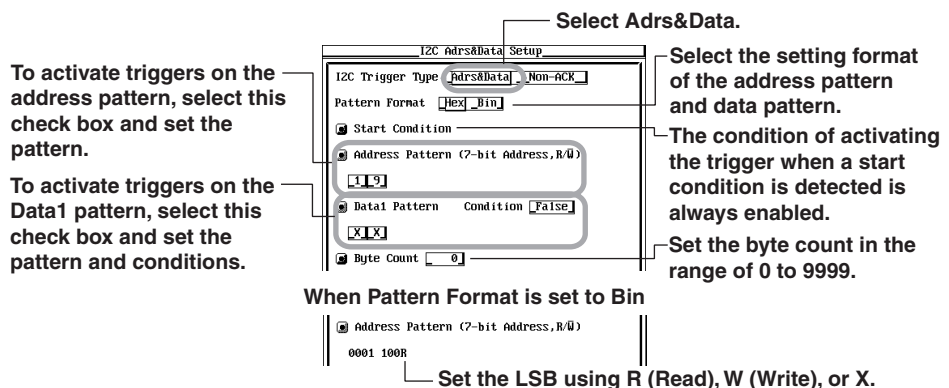 Select Adrs&Data.
I2C Adrs&Data Setup
I2C Trigger Type Adrs&Data Non-ACK
Pattern Format Hex Bin
Start Condition
Address Pattern (7-bit Address,R/W)
1 9
Data1 Pattern Condition False
X X
Byte Count 0
To activate triggers on the
address pattern, select this
check box and set the
pattern.
To activate triggers on the
Data1 pattern, select this
check box and set the
pattern and conditions.
Select the setting format
of the address pattern
and data pattern.
The condition of activating
the trigger when a start
condition is detected is
always enabled.
Set the byte count in the
range of 0 to 9999.
When Pattern Format is set to Bin
Address Pattern (7-bit Address,R/W)
0001 100R
Set the LSB using R (Read), W (Write), or X.